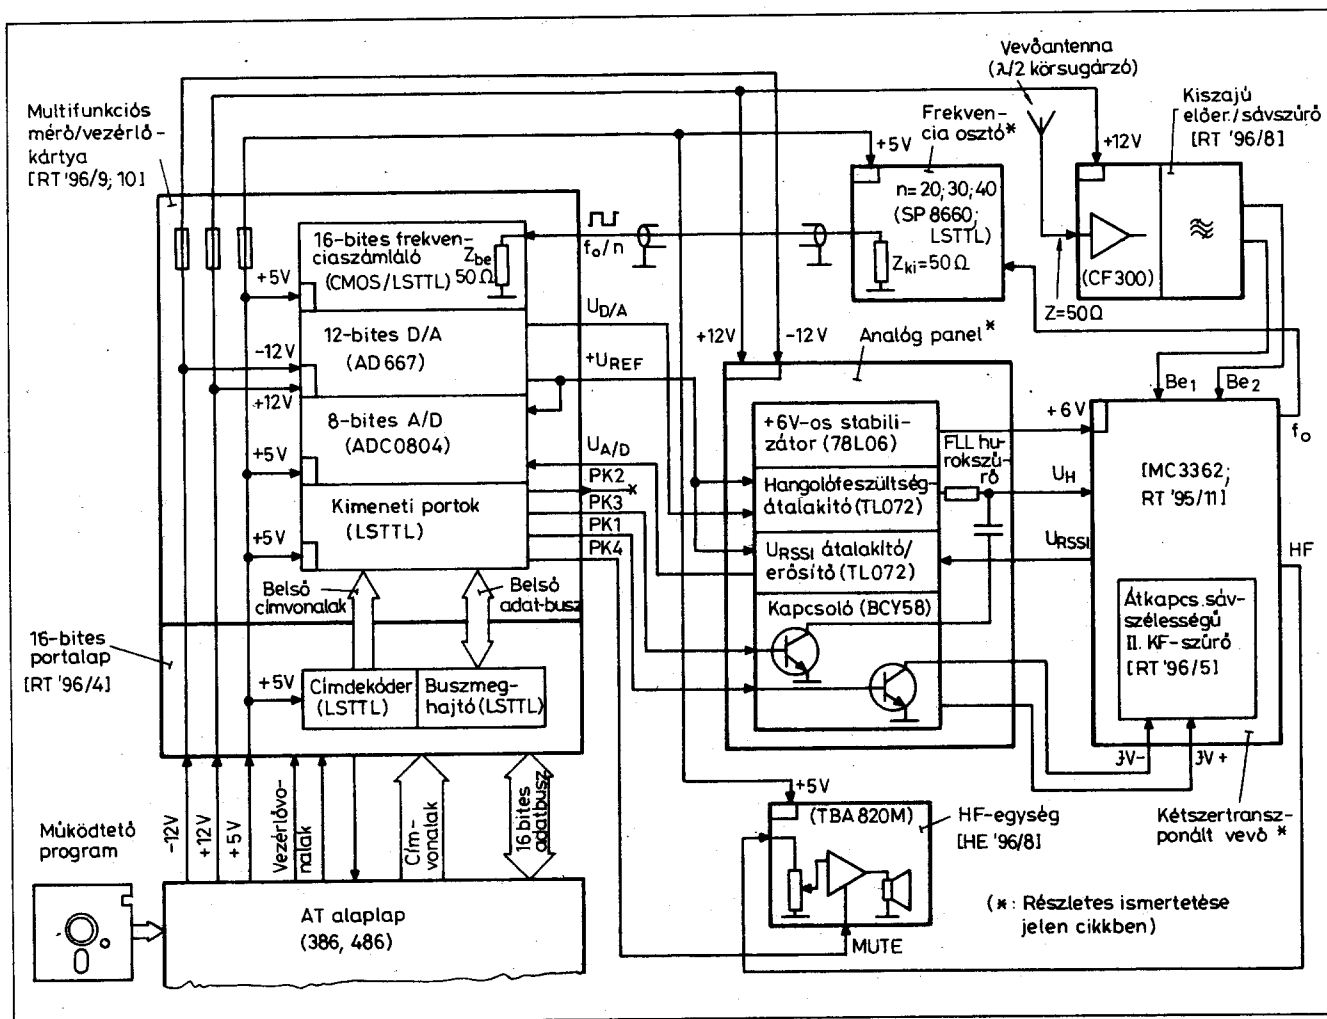 Vevőantenna
(λ/2 körsugárzó)
Multifunkciós
mérő/vezérlő-
kártya
[RT '96/9; 10]
Frekven-
cia osztó*
Kiszajú
előer./sávszűrő
[RT '96/8]
+5V
+12V
n=20; 30; 40
(SP 8660;
LSTTL)
Zki=50Ω
(CF300)
Z=50Ω
16-bites frekven-
ciaszámláló
(CMOS/LSTTL)
Zbe
50Ω
fo/n
+5V
12-bites D/A
(AD 667)
-12V
+12V
UD/A
+UREF
8-bites A/D
(ADC0804)
+5V
UA/D
Kimeneti portok
(LSTTL)
+5V
PK2
*
PK3
PK1
PK4
Belső
címvonalak
Belső
adat-busz
16-bites
portalap
[RT '96/4]
+5V
Címdekóder
(LSTTL)
Buszmeg-
hajtó (LSTTL)
+12V
-12V
Analóg panel*
+6V-os stabili-
zátor (78L06)
Hangolófeszültség-
átalakító (TL072)
URSSI átalakító/
erősítő (TL072)
Kapcsoló (BCY58)
FLL hu-
rokszű-
rő
Be1
Be2
+6V
UH
URSSI
fo
HF
[MC3362;
RT '95/11]
Átkapcs. sáv-
szélességű
II. KF-szűrő
[RT '96/5]
3V-
3V+
Kétszertransz-
ponált vevő *
+5V
(TBA 820M)
HF-egység
[HE '96/8]
MUTE
(*: Részletes ismertetése
jelen cikkben)
Működtető
program
-12V
+12V
+5V
Vezérlővo-
nalak
Cím-
vonalak
16 bites
adatbusz
AT alaplap
(386, 486)